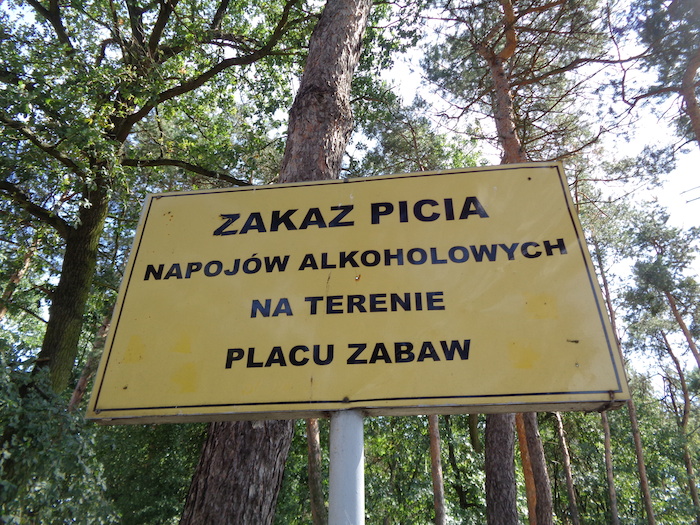 ZAKAZ PICIA
NAPOJÓW ALKOHOLOWYCH
NA TERENIE
PLACU ZABAW